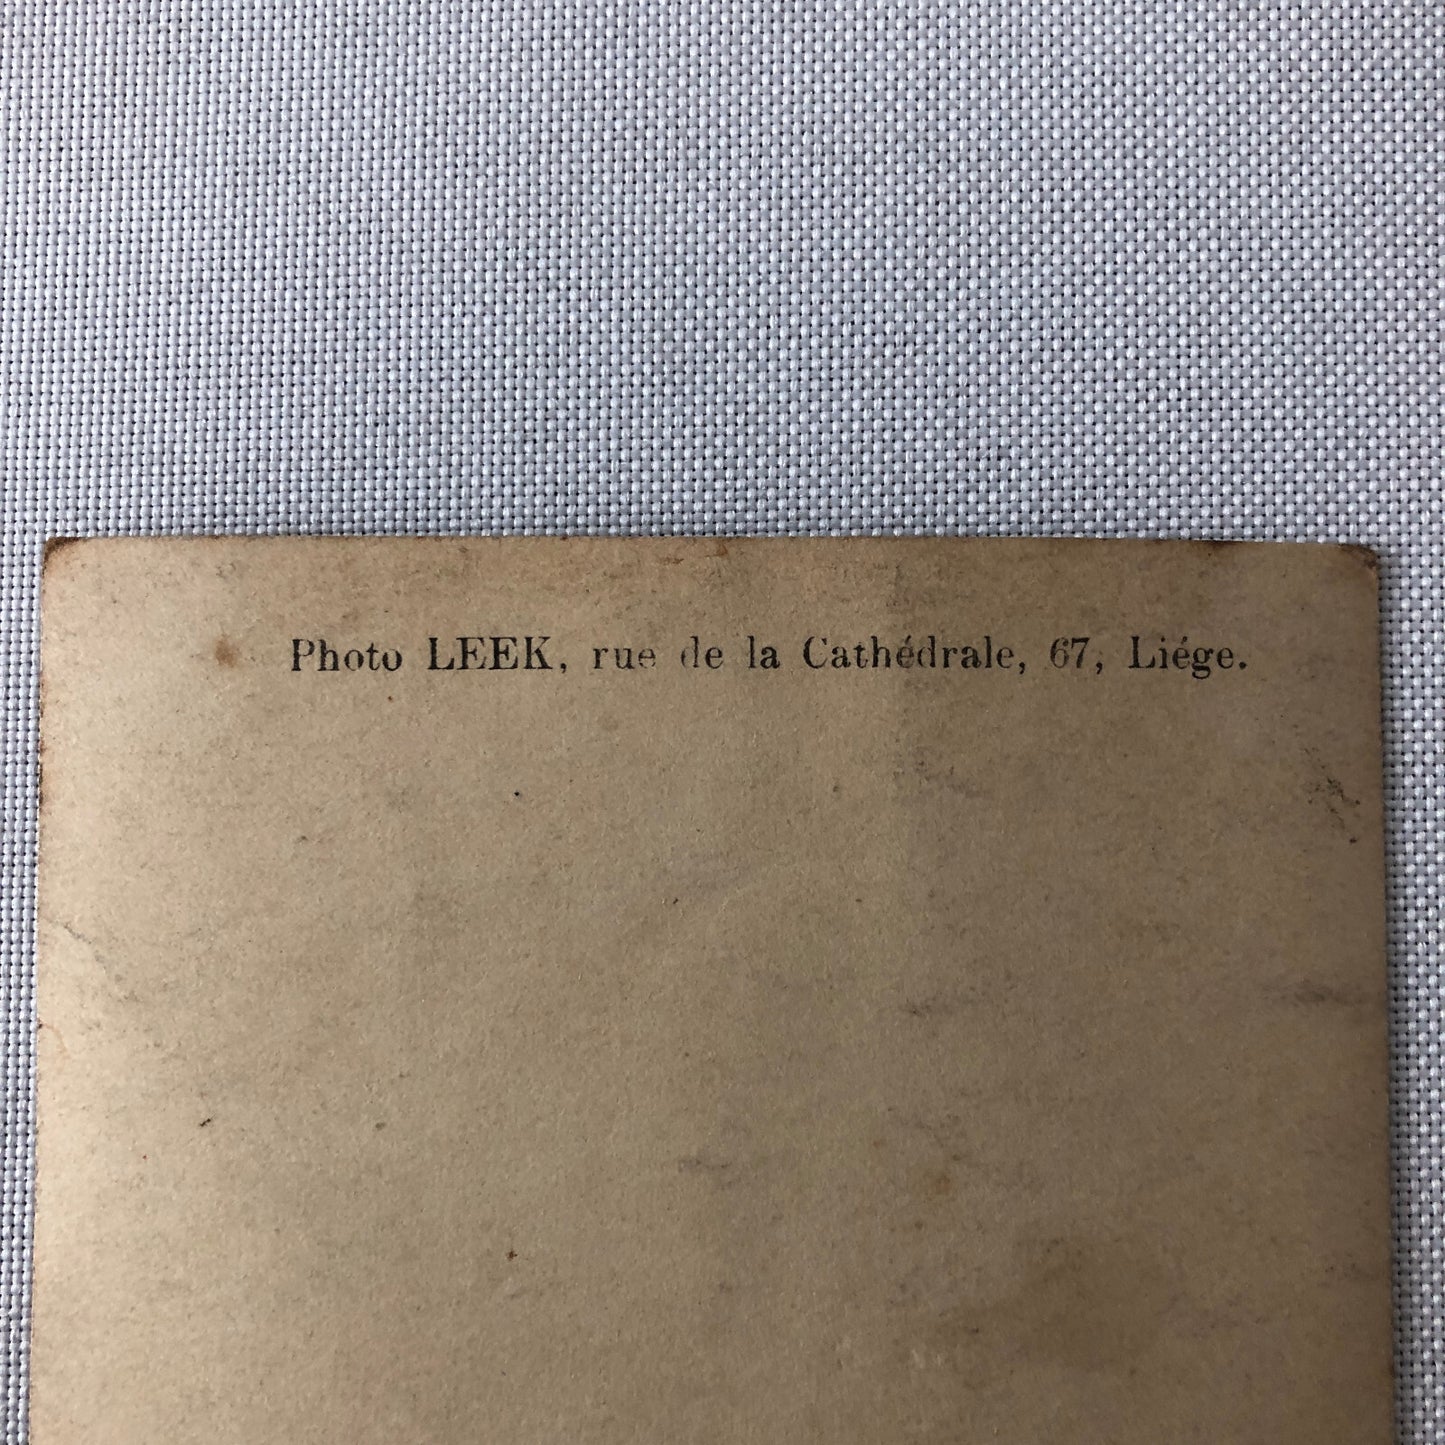 Photo LEEK, rue de la Cathédrale, 67, Liége.